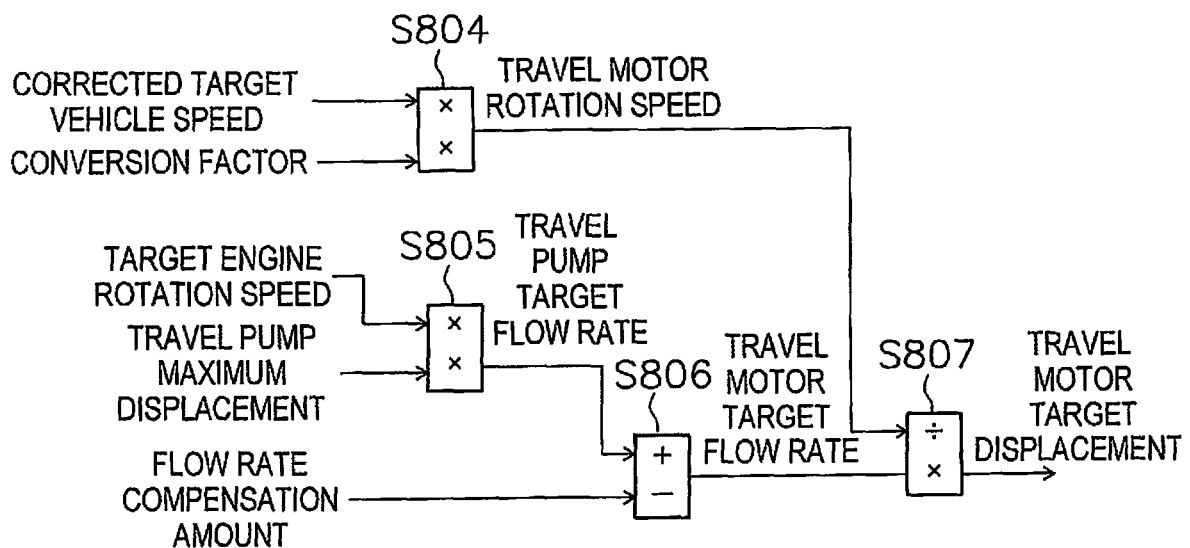 S804
CORRECTED TARGET
VEHICLE SPEED
CONVERSION FACTOR
×
×
TRAVEL MOTOR
ROTATION SPEED
S805
TARGET ENGINE
ROTATION SPEED
TRAVEL PUMP
MAXIMUM
DISPLACEMENT
×
×
TRAVEL
PUMP
TARGET
FLOW RATE
FLOW RATE
COMPENSATION
AMOUNT
S806
+
−
TRAVEL
MOTOR
TARGET
FLOW RATE
S807
÷
×
TRAVEL
MOTOR
TARGET
DISPLACEMENT